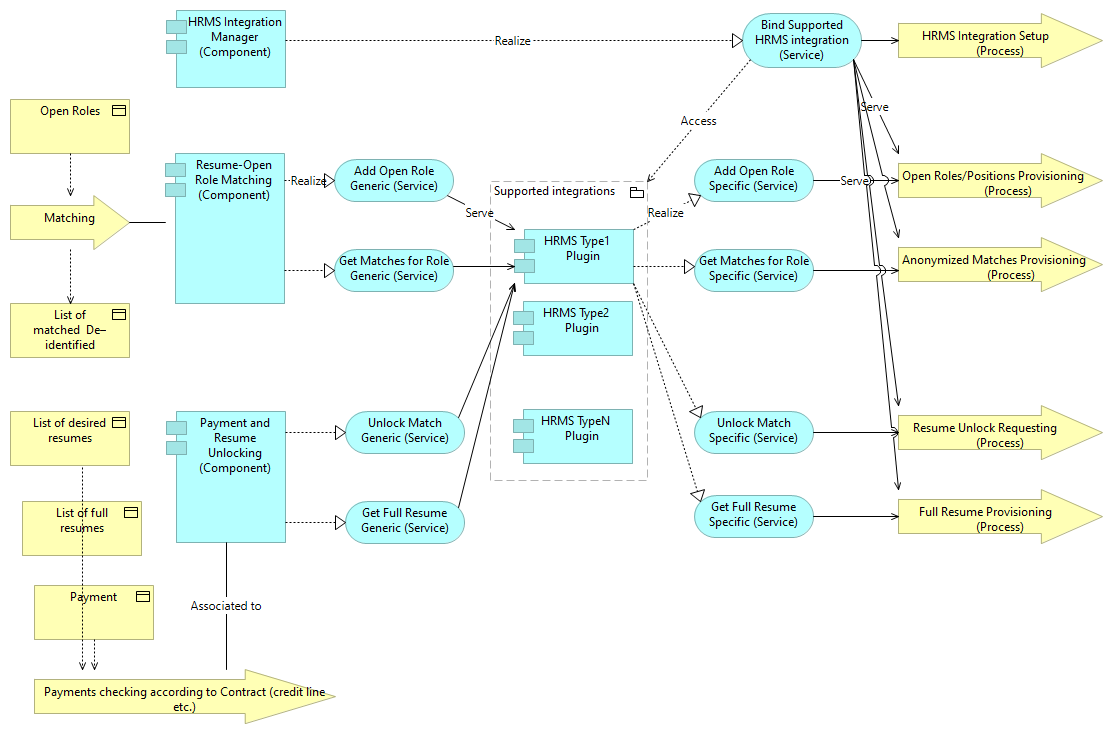 HRMS Integration
Manager
(Component)
Realize
Bind Supported
HRMS integration
(Service)
HRMS Integration Setup
(Process)
Open Roles
Access
Serve
Resume-Open
Role Matching
(Component)
Realize
Add Open Role
Generic (Service)
Supported integrations
Add Open Role
Specific (Service)
Serve
Open Roles/Positions Provisioning
(Process)
Matching
Serve
Realize
HRMS Type1
Plugin
Get Matches for Role
Generic (Service)
Get Matches for Role
Specific (Service)
Anonymized Matches Provisioning
(Process)
List of
matched De–
identified
HRMS Type2
Plugin
List of desired
resumes
Payment and
Resume
Unlocking
(Component)
Unlock Match
Generic (Service)
HRMS TypeN
Plugin
Unlock Match
Specific (Service)
Resume Unlock Requesting
(Process)
List of full
resumes
Get Full Resume
Generic (Service)
Get Full Resume
Specific (Service)
Full Resume Provisioning
(Process)
Payment
Associated to
Payments checking according to Contract (credit line
etc.)